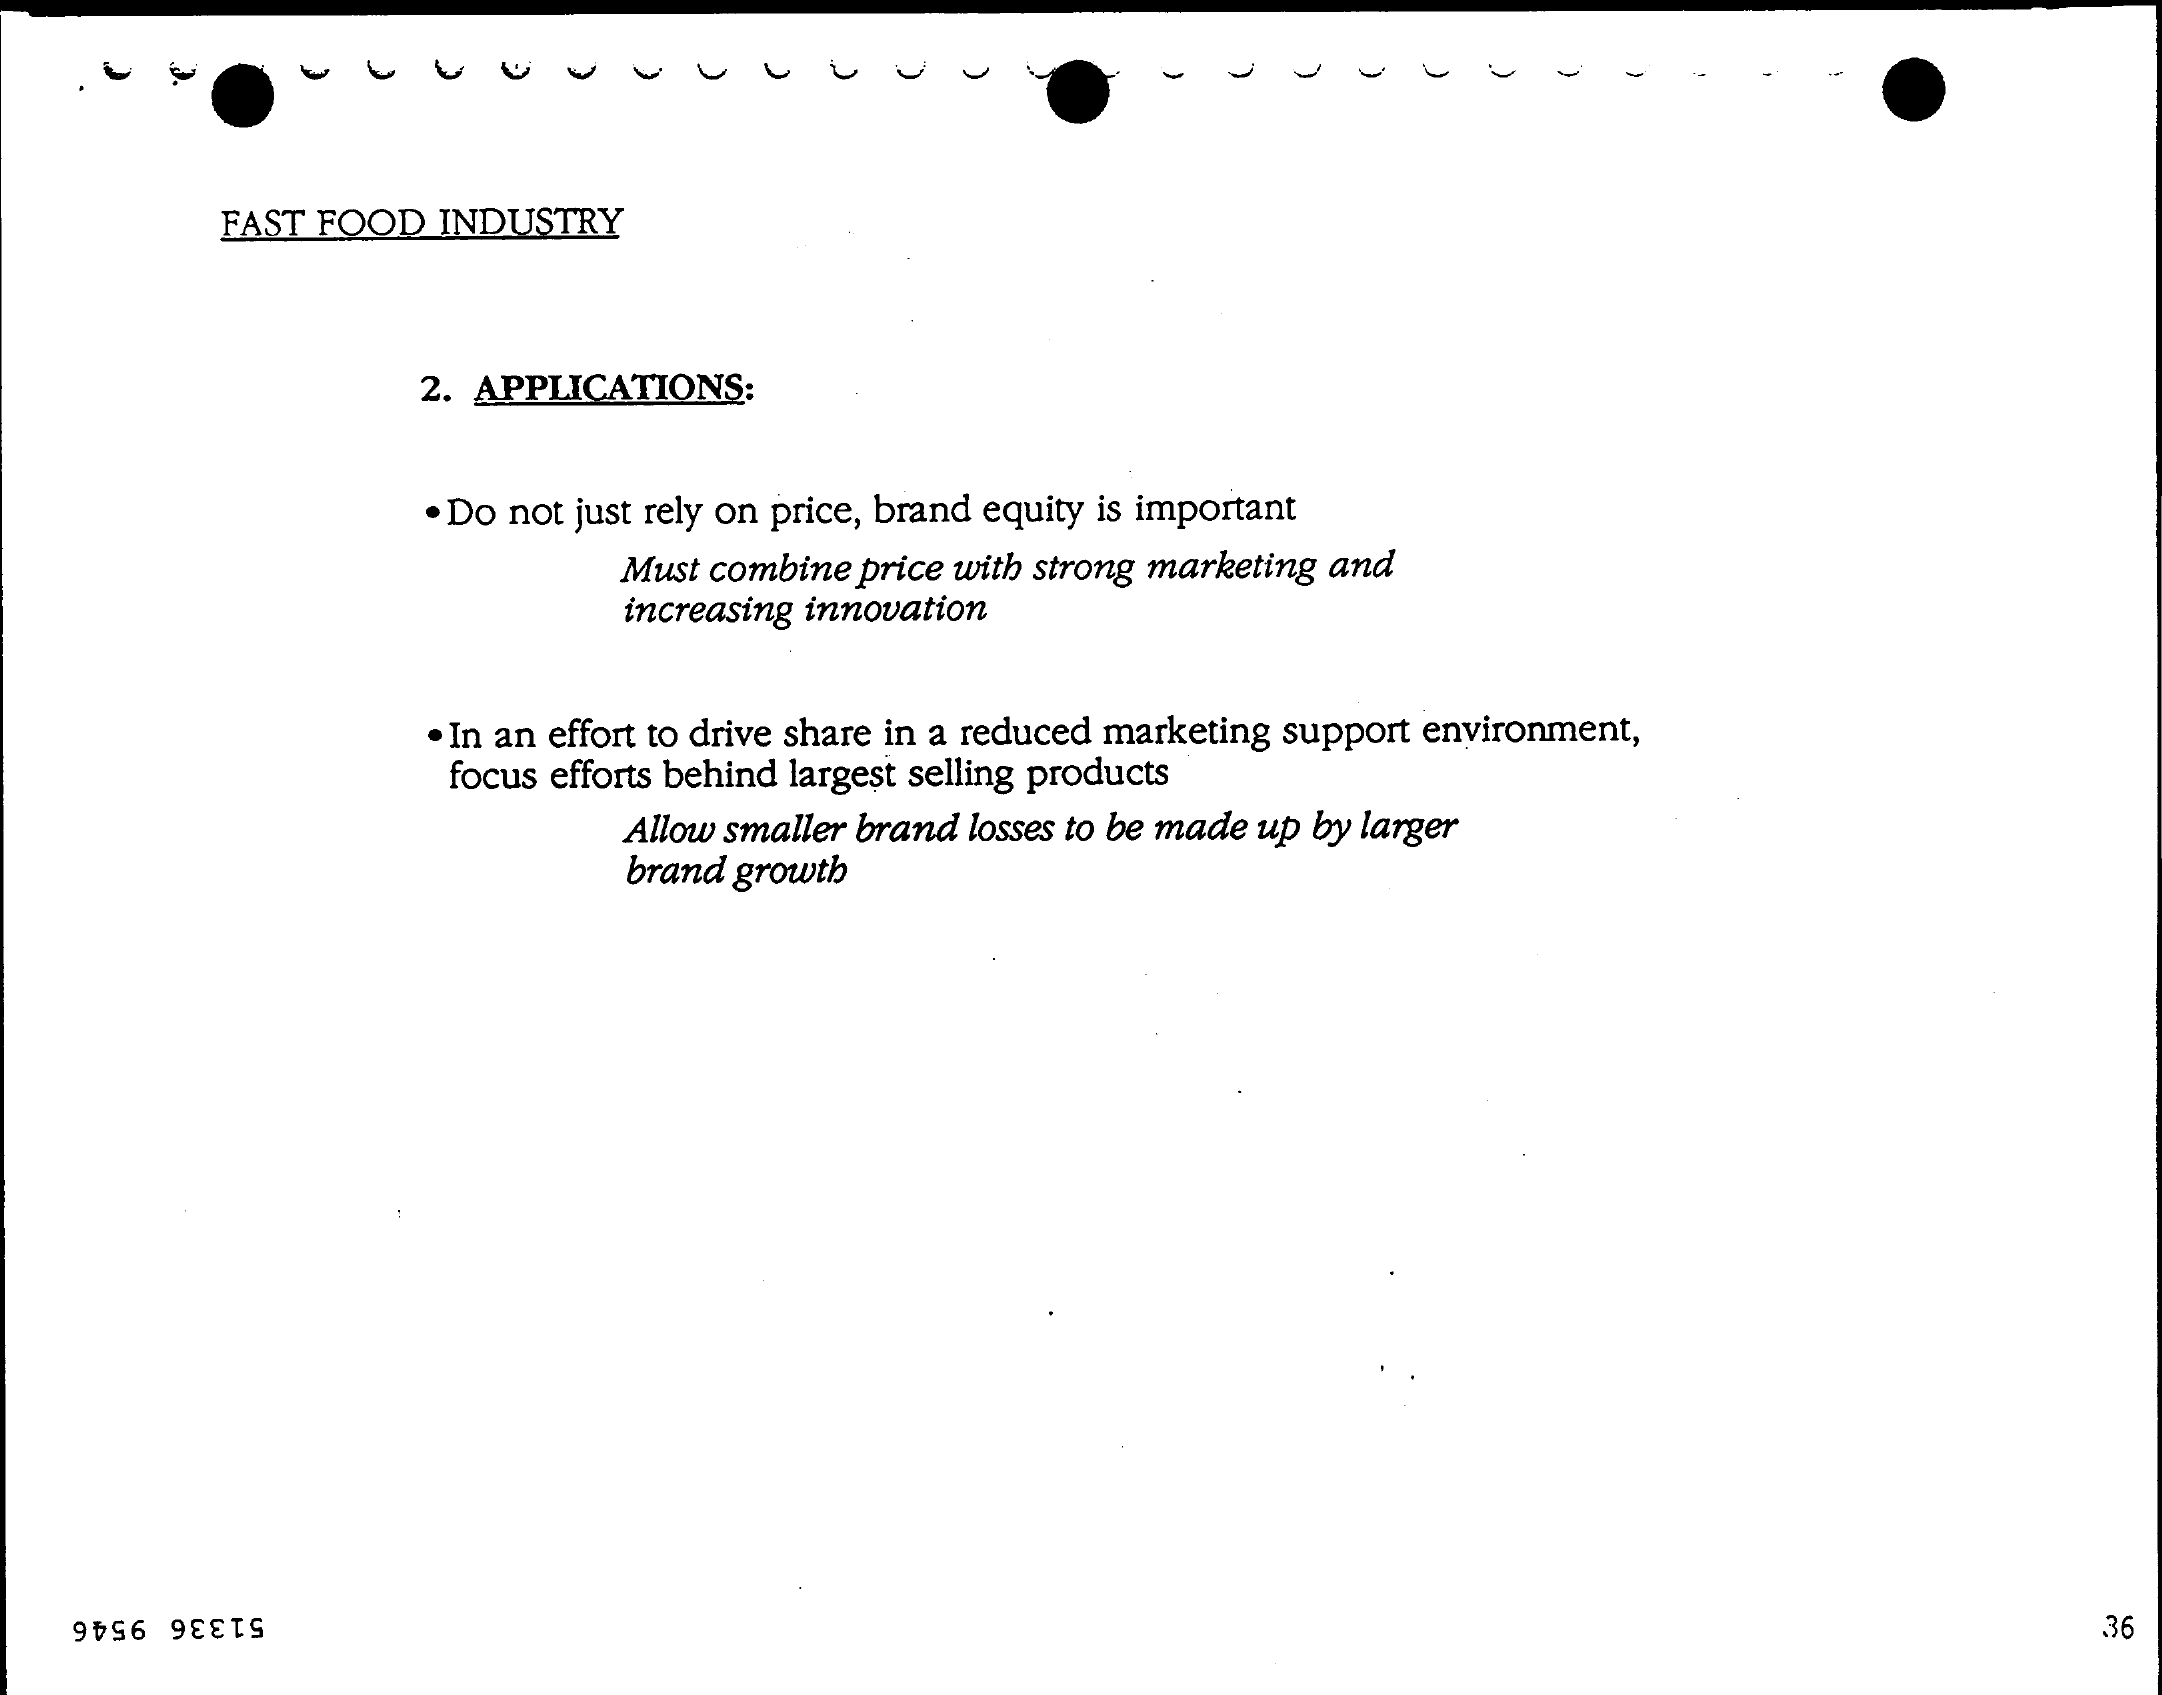 FAST FOOD INDUSTRY
2. APPLICATIONS:
• Do not just rely on price, brand equity is important
Must combine price with strong marketing and
increasing innovation
• In an effort to drive share in a reduced marketing support environment,
focus efforts behind largest selling products
Allow smaller brand losses to be made up by larger
brand growth
51336 9546
36